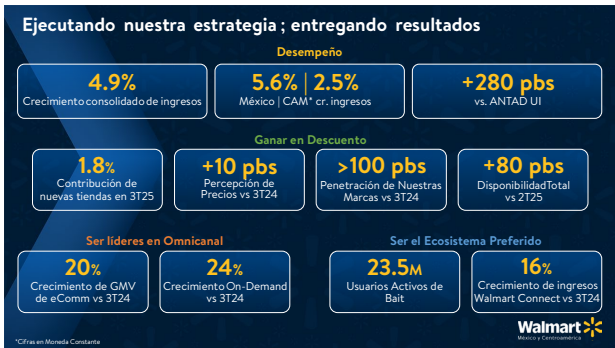 Ejecutando nuestra estrategia; entregando resultados
Desempeño
4.9%
Crecimiento consolidado de ingresos
5.6% | 2.5%
México | CAM* cr. ingresos
+280 pbs
vs. ANTAD UI
Ganar en Descuento
1.8%
Contribución de
nuevas tiendas en 3T25
+10 pbs
Percepción de
Precios vs 3T24
>100 pbs
Penetración de Nuestras
Marcas vs 3T24
+80 pbs
DisponibilidadTotal
vs 2T25
Ser líderes en Omnicanal
20%
Crecimiento de GMV
de eComm vs 3T24
24%
Crecimiento On-Demand
vs 3T24
Ser el Ecosistema Preferido
23.5M
Usuarios Activos de
Bait
16%
Crecimiento de ingresos
Walmart Connect vs 3T24
*Cifras en Moneda Constante
Walmart
México y Centroamérica